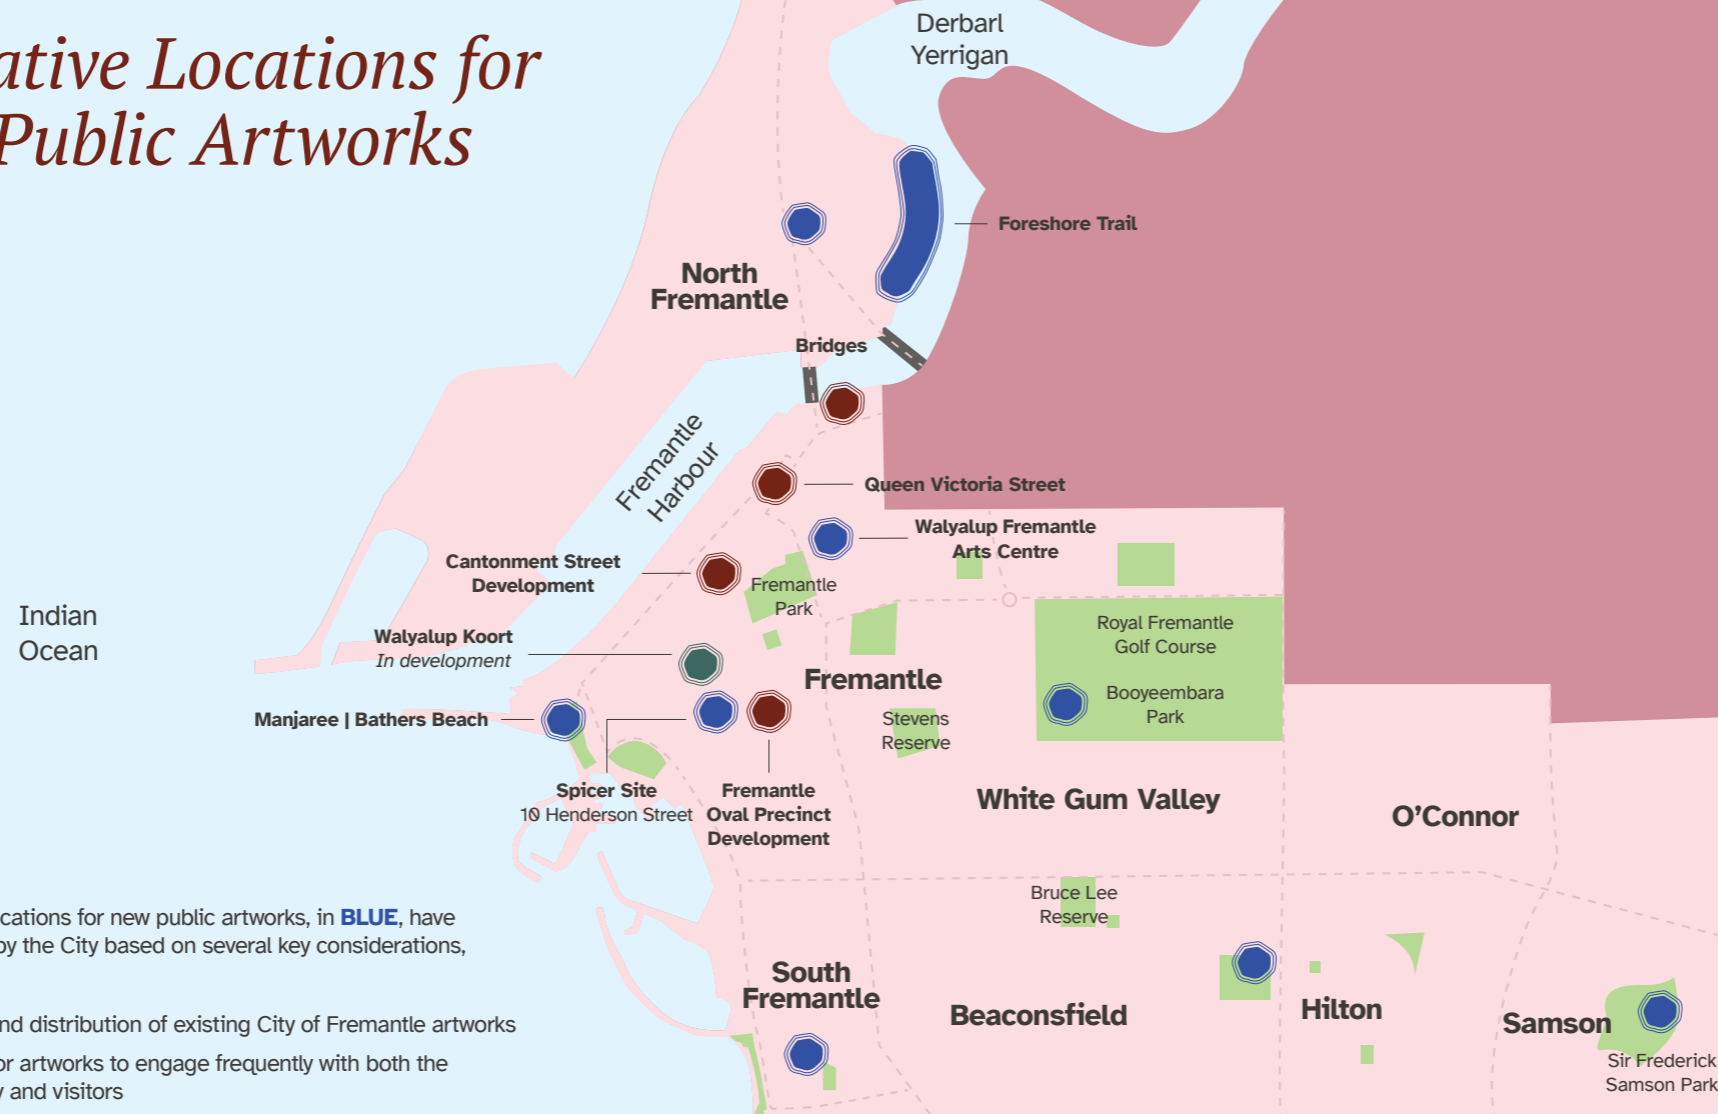 ative Locations for
Public Artworks
Derbarl
Yerrigan
Foreshore Trail
North
Fremantle
Bridges
Fremantle
Harbour
Queen Victoria Street
Walyalup Fremantle
Arts Centre
Cantonment Street
Development
Fremantle
Park
Indian
Ocean
Walyalup Koort
In development
Royal Fremantle
Golf Course
Fremantle
Booyeembara
Park
Manjaree | Bathers Beach
Stevens
Reserve
Spicer Site
10 Henderson Street
Fremantle
Oval Precinct
Development
White Gum Valley
O’Connor
Bruce Lee
Reserve
cations for new public artworks, in BLUE, have
by the City based on several key considerations,
South
Fremantle
Beaconsfield
Hilton
Samson
Sir Frederick
Samson Park
nd distribution of existing City of Fremantle artworks
or artworks to engage frequently with both the
y and visitors